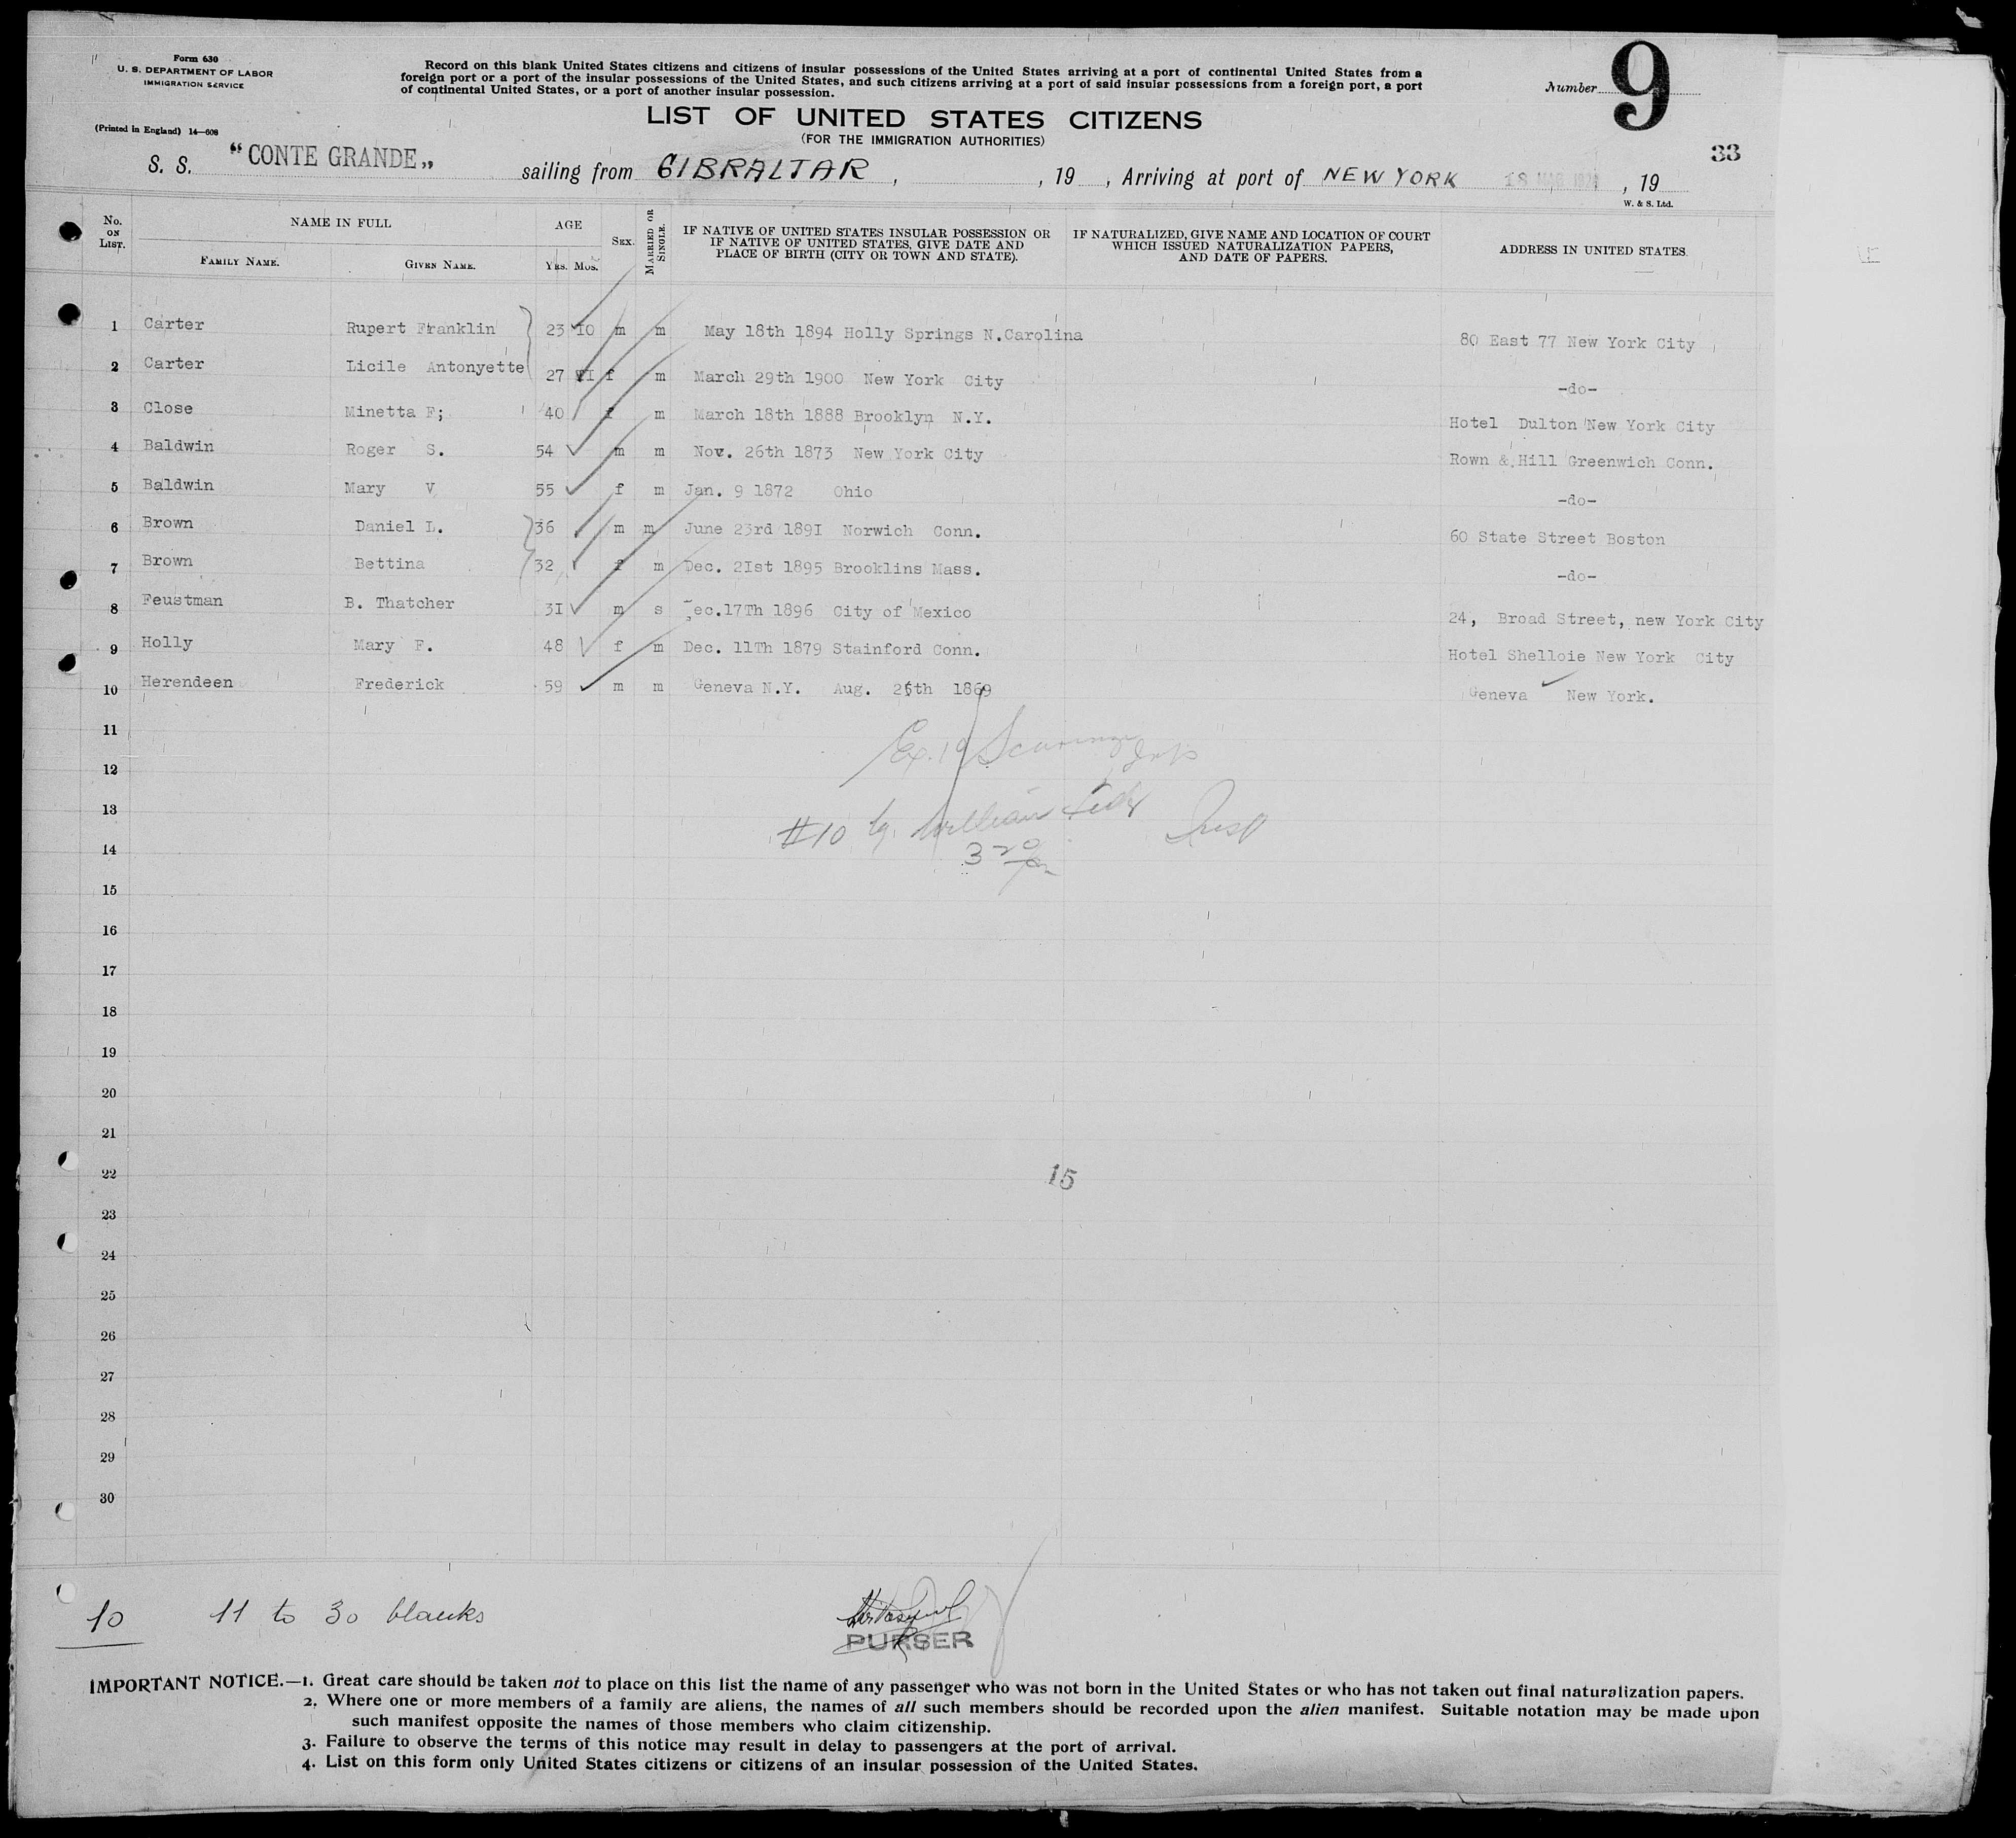 Form 630
U. S. DEPARTMENT OF LABOR
IMMIGRATION SERVICE
(Printed in England) 14—608
Record on this blank United States citizens and citizens of insular possessions of the United States arriving at a port of continental United States from a
foreign port or a port of the insular possessions of the United States, and such citizens arriving at a port of said insular possessions from a foreign port, a port
of continental United States, or a port of another insular possession.
Number 9
LIST OF UNITED STATES CITIZENS
(FOR THE IMMIGRATION AUTHORITIES)
33
S. S. "CONTE GRANDE„ sailing from GIBRALTAR , , 19 , Arriving at port of NEW YORK , 19
W. & S. Ltd.
No. ON LIST.
NAME IN FULL
FAMILY NAME. GIVEN NAME.
AGE
YRS. MOS.
SEX.
MARRIED OR SINGLE.
IF NATIVE OF UNITED STATES INSULAR POSSESSION OR
IF NATIVE OF UNITED STATES, GIVE DATE AND
PLACE OF BIRTH (CITY OR TOWN AND STATE).
IF NATURALIZED, GIVE NAME AND LOCATION OF COURT
WHICH ISSUED NATURALIZATION PAPERS,
AND DATE OF PAPERS.
ADDRESS IN UNITED STATES.
1 Carter Rupert Franklin 23 10 m m May 18th 1894 Holly Springs N.Carolina 80 East 77 New York City
2 Carter Licile Antonyette 27 f m March 29th 1900 New York City -do-
3 Close Minetta F; 40 f m March 18th 1888 Brooklyn N.Y. Hotel Dulton New York City
4 Baldwin Roger S. 54 m m Nov. 26th 1873 New York City Rown & Hill Greenwich Conn.
5 Baldwin Mary V 55 f m Jan. 9 1872 Ohio -do-
6 Brown Daniel L. 36 m m June 23rd 1891 Norwich Conn. 60 State Street Boston
7 Brown Bettina 32 f m Dec. 21st 1895 Brooklins Mass. -do-
8 Feustman B. Thatcher 31 m s Dec.17Th 1896 City of Mexico 24, Broad Street, new York City
9 Holly Mary F. 48 f m Dec. 11Th 1879 Stainford Conn. Hotel Shelloie New York City
10 Herendeen Frederick 59 m m Geneva N.Y. Aug. 25th 1869 Geneva New York.
11
12
13
#10 by William Insp
14
15
16
17
18
19
20
21
22
15
23
24
25
26
27
28
29
30
10 11 to 30 blanks
PURSER
IMPORTANT NOTICE.—1. Great care should be taken not to place on this list the name of any passenger who was not born in the United States or who has not taken out final naturalization papers.
2. Where one or more members of a family are aliens, the names of all such members should be recorded upon the alien manifest. Suitable notation may be made upon
such manifest opposite the names of those members who claim citizenship.
3. Failure to observe the terms of this notice may result in delay to passengers at the port of arrival.
4. List on this form only United States citizens or citizens of an insular possession of the United States.